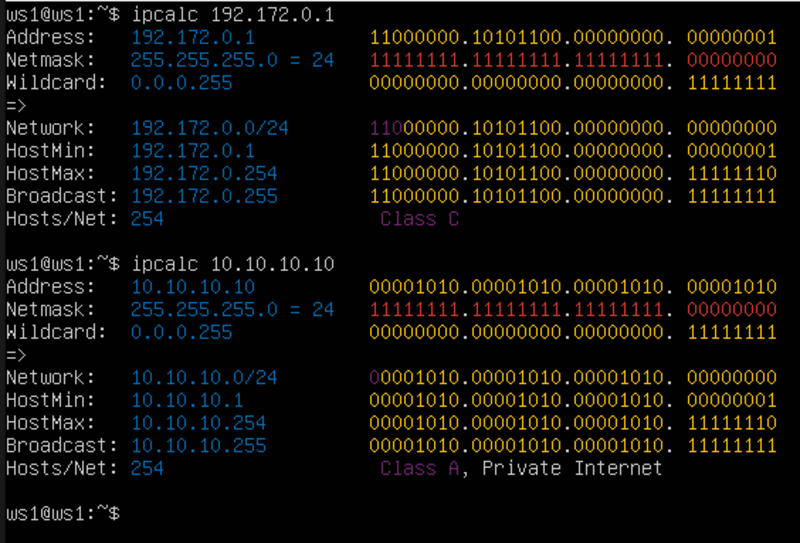 ws1@ws1:~$ ipcalc 192.172.0.1
Address:   192.172.0.1          11000000.10101100.00000000. 00000001
Netmask:   255.255.255.0 = 24   11111111.11111111.11111111. 00000000
Wildcard:  0.0.0.255            00000000.00000000.00000000. 11111111
=>
Network:   192.172.0.0/24       11000000.10101100.00000000. 00000000
HostMin:   192.172.0.1          11000000.10101100.00000000. 00000001
HostMax:   192.172.0.254        11000000.10101100.00000000. 11111110
Broadcast: 192.172.0.255        11000000.10101100.00000000. 11111111
Hosts/Net: 254                   Class C
ws1@ws1:~$ ipcalc 10.10.10.10
Address:   10.10.10.10          00001010.00001010.00001010. 00001010
Netmask:   255.255.255.0 = 24   11111111.11111111.11111111. 00000000
Wildcard:  0.0.0.255            00000000.00000000.00000000. 11111111
=>
Network:   10.10.10.0/24        00001010.00001010.00001010. 00000000
HostMin:   10.10.10.1           00001010.00001010.00001010. 00000001
HostMax:   10.10.10.254         00001010.00001010.00001010. 11111110
Broadcast: 10.10.10.255         00001010.00001010.00001010. 11111111
Hosts/Net: 254                   Class A, Private Internet
ws1@ws1:~$